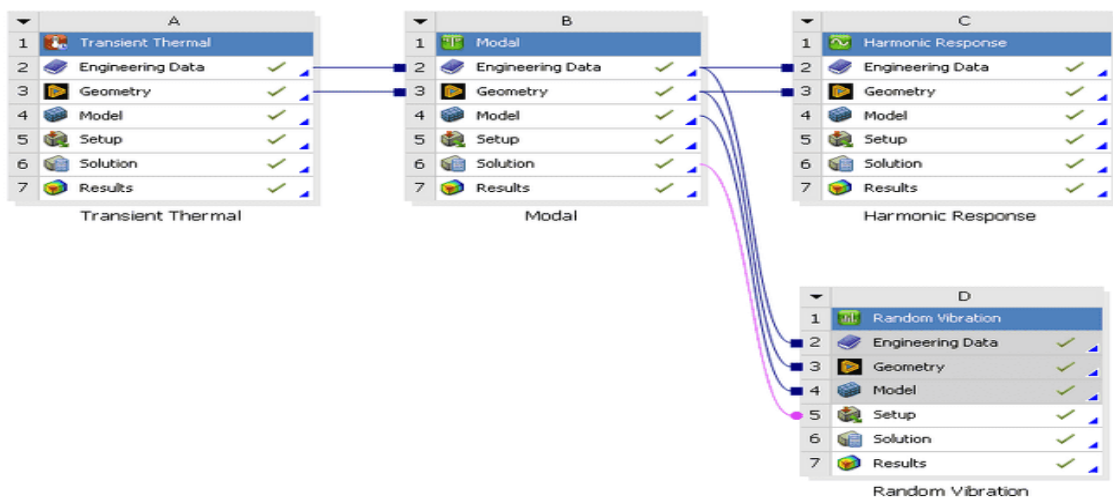 A
1 Transient Thermal
2 Engineering Data
3 Geometry
4 Model
5 Setup
6 Solution
7 Results
Transient Thermal
B
1 Modal
2 Engineering Data
3 Geometry
4 Model
5 Setup
6 Solution
7 Results
Modal
C
1 Harmonic Response
2 Engineering Data
3 Geometry
4 Model
5 Setup
6 Solution
7 Results
Harmonic Response
D
1 Random Vibration
2 Engineering Data
3 Geometry
4 Model
5 Setup
6 Solution
7 Results
Random Vibration